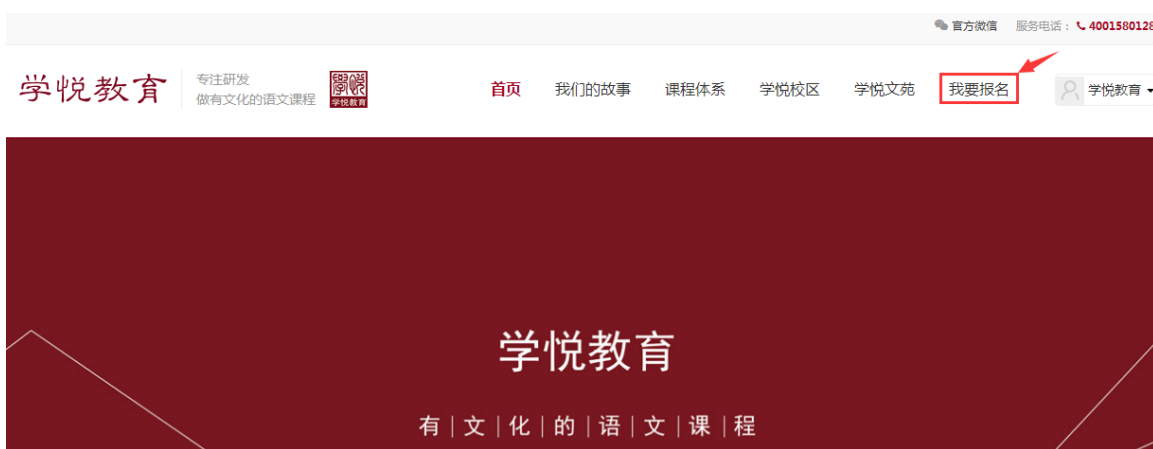 官方微信 服务电话： 4001580128
学悦教育
专注研发
做有文化的语文课程
学悦教育
首页 我们的故事 课程体系 学悦校区 学悦文苑 我要报名 学悦教育
学悦教育
有|文|化|的|语|文|课|程